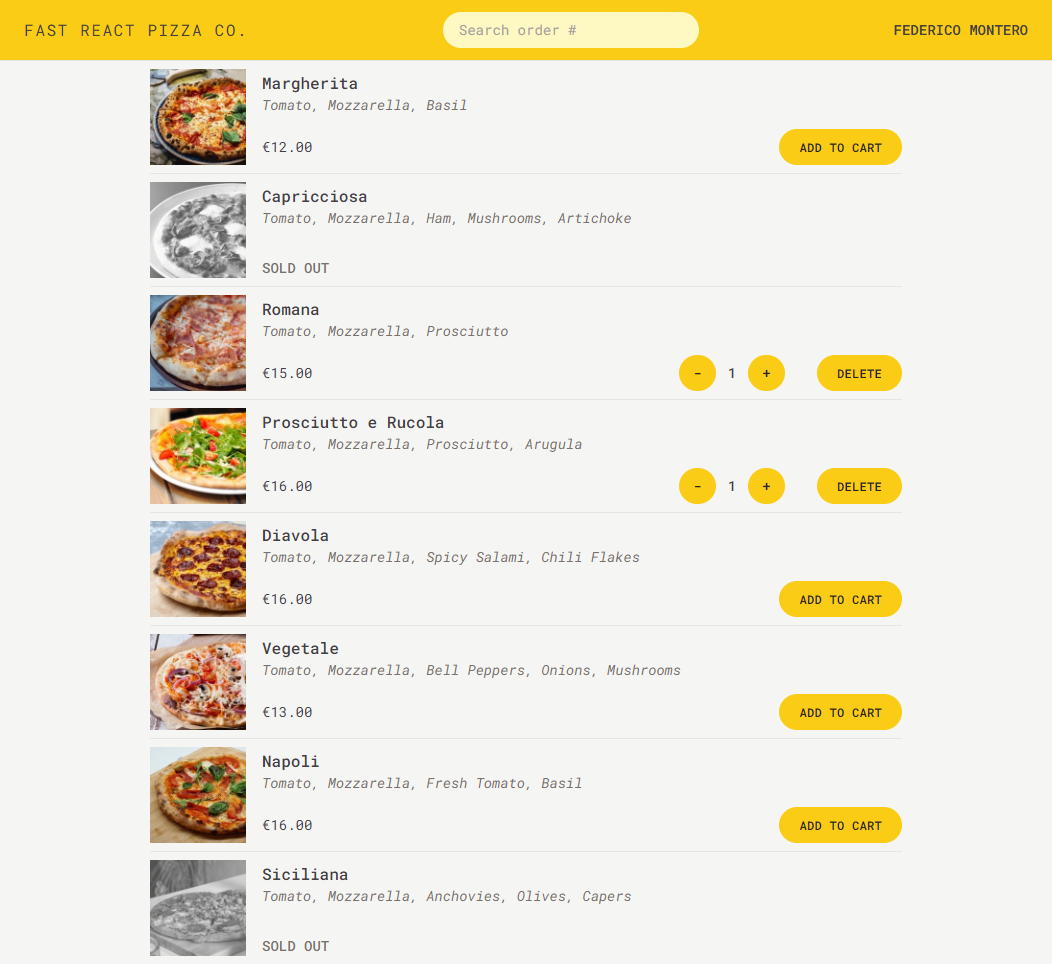 FAST REACT PIZZA CO.
Search order #
FEDERICO MONTERO
Margherita
Tomato, Mozzarella, Basil
€12.00
ADD TO CART
Capricciosa
Tomato, Mozzarella, Ham, Mushrooms, Artichoke
SOLD OUT
Romana
Tomato, Mozzarella, Prosciutto
€15.00
- 1 +
DELETE
Prosciutto e Rucola
Tomato, Mozzarella, Prosciutto, Arugula
€16.00
- 1 +
DELETE
Diavola
Tomato, Mozzarella, Spicy Salami, Chili Flakes
€16.00
ADD TO CART
Vegetale
Tomato, Mozzarella, Bell Peppers, Onions, Mushrooms
€13.00
ADD TO CART
Napoli
Tomato, Mozzarella, Fresh Tomato, Basil
€16.00
ADD TO CART
Siciliana
Tomato, Mozzarella, Anchovies, Olives, Capers
SOLD OUT